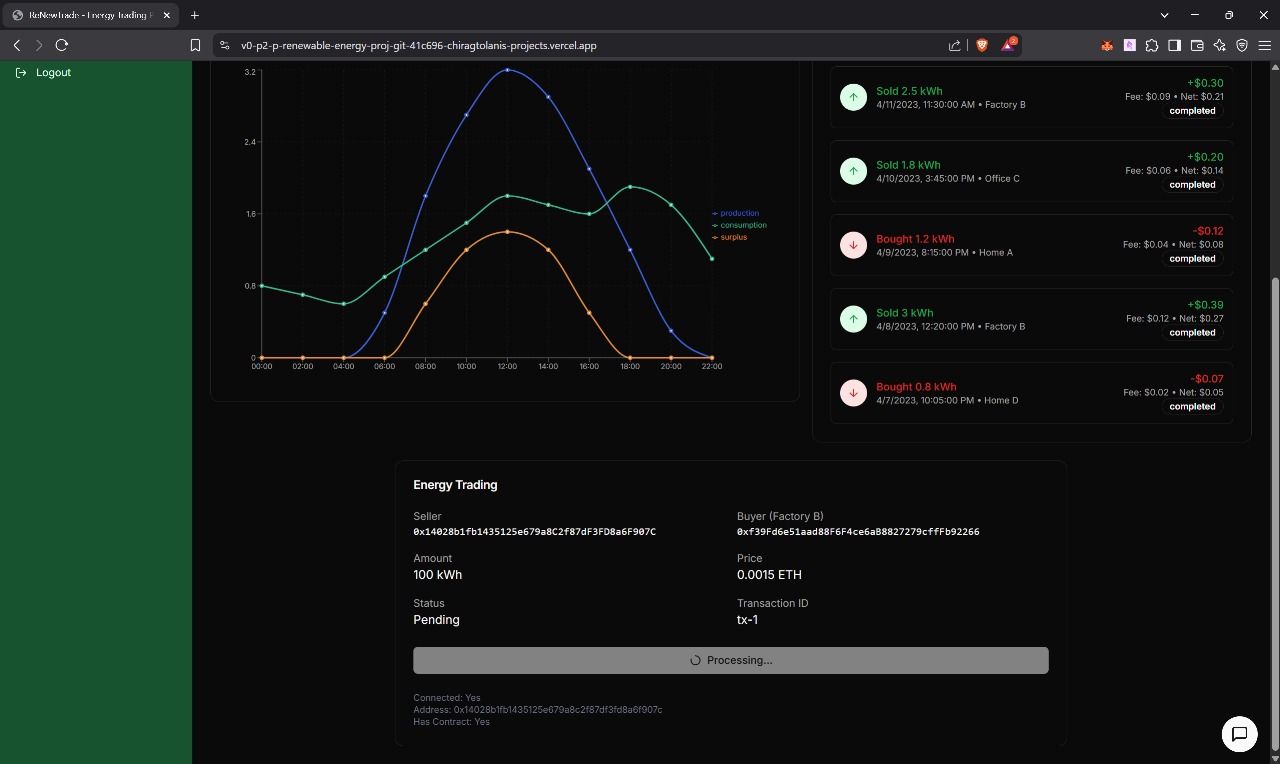 ReNewTrade - Energy Trading P
v0-p2-p-renewable-energy-proj-git-41c696-chiragtolanis-projects.vercel.app
2
Logout
3.2
2.4
1.6
0.8
0
00:00 02:00 04:00 06:00 08:00 10:00 12:00 14:00 16:00 18:00 20:00 22:00
production
consumption
surplus
Sold 2.5 kWh
4/11/2023, 11:30:00 AM • Factory B
+$0.30
Fee: $0.09 • Net: $0.21
completed
Sold 1.8 kWh
4/10/2023, 3:45:00 PM • Office C
+$0.20
Fee: $0.06 • Net: $0.14
completed
Bought 1.2 kWh
4/9/2023, 8:15:00 PM • Home A
-$0.12
Fee: $0.04 • Net: $0.08
completed
Sold 3 kWh
4/8/2023, 12:20:00 PM • Factory B
+$0.39
Fee: $0.12 • Net: $0.27
completed
Bought 0.8 kWh
4/7/2023, 10:05:00 PM • Home D
-$0.07
Fee: $0.02 • Net: $0.05
completed
Energy Trading
Seller
0x14028b1fb1435125e679a8C2f87dF3FD8a6F907C
Buyer (Factory B)
0xf39Fd6e51aad88F6F4ce6aB8827279cffFb92266
Amount
100 kWh
Price
0.0015 ETH
Status
Pending
Transaction ID
tx-1
Processing...
Connected: Yes
Address: 0x14028b1fb1435125e679a8c2f87df3fd8a6f907c
Has Contract: Yes